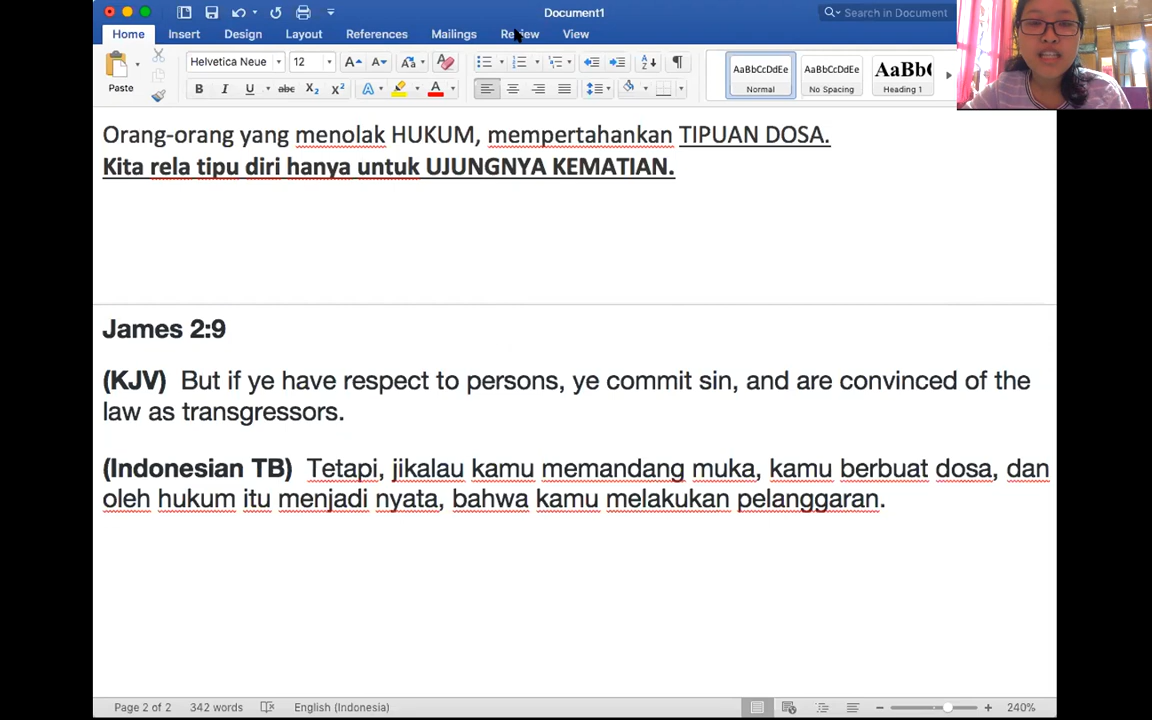 Document1
Search in Document
Home Insert Design Layout References Mailings Review View
Paste
Helvetica Neue 12
AaBbCcDdEe AaBbCcDdEe AaBbC
Normal No Spacing Heading 1
Orang-orang yang menolak HUKUM, mempertahankan TIPUAN DOSA.
Kita rela tipu diri hanya untuk UJUNGNYA KEMATIAN.
James 2:9
(KJV) But if ye have respect to persons, ye commit sin, and are convinced of the
law as transgressors.
(Indonesian TB) Tetapi, jikalau kamu memandang muka, kamu berbuat dosa, dan
oleh hukum itu menjadi nyata, bahwa kamu melakukan pelanggaran.
Page 2 of 2 342 words English (Indonesia) 240%